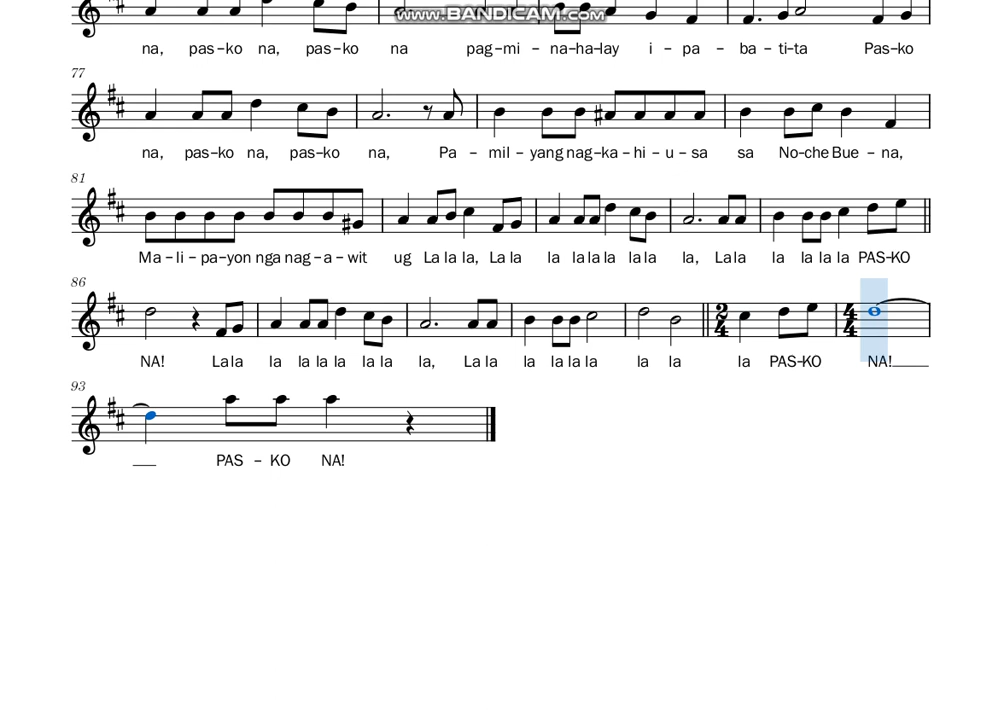 www.BANDICAM.com
na, pas–ko na, pas–ko na pag–mi – na–ha–lay i – pa – ba–ti–ta Pas–ko
77
na, pas–ko na, pas–ko na, Pa – mil–yang nag–ka–hi–u–sa sa No–che Bue – na,
81
Ma–li–pa–yon nga nag–a–wit ug La la la, La la la la la la la la la, La la la la la la PAS–KO
86
NA! La la la la la la la la la, La la la la la la la la la PAS–KO NA!
93
PAS – KO NA!